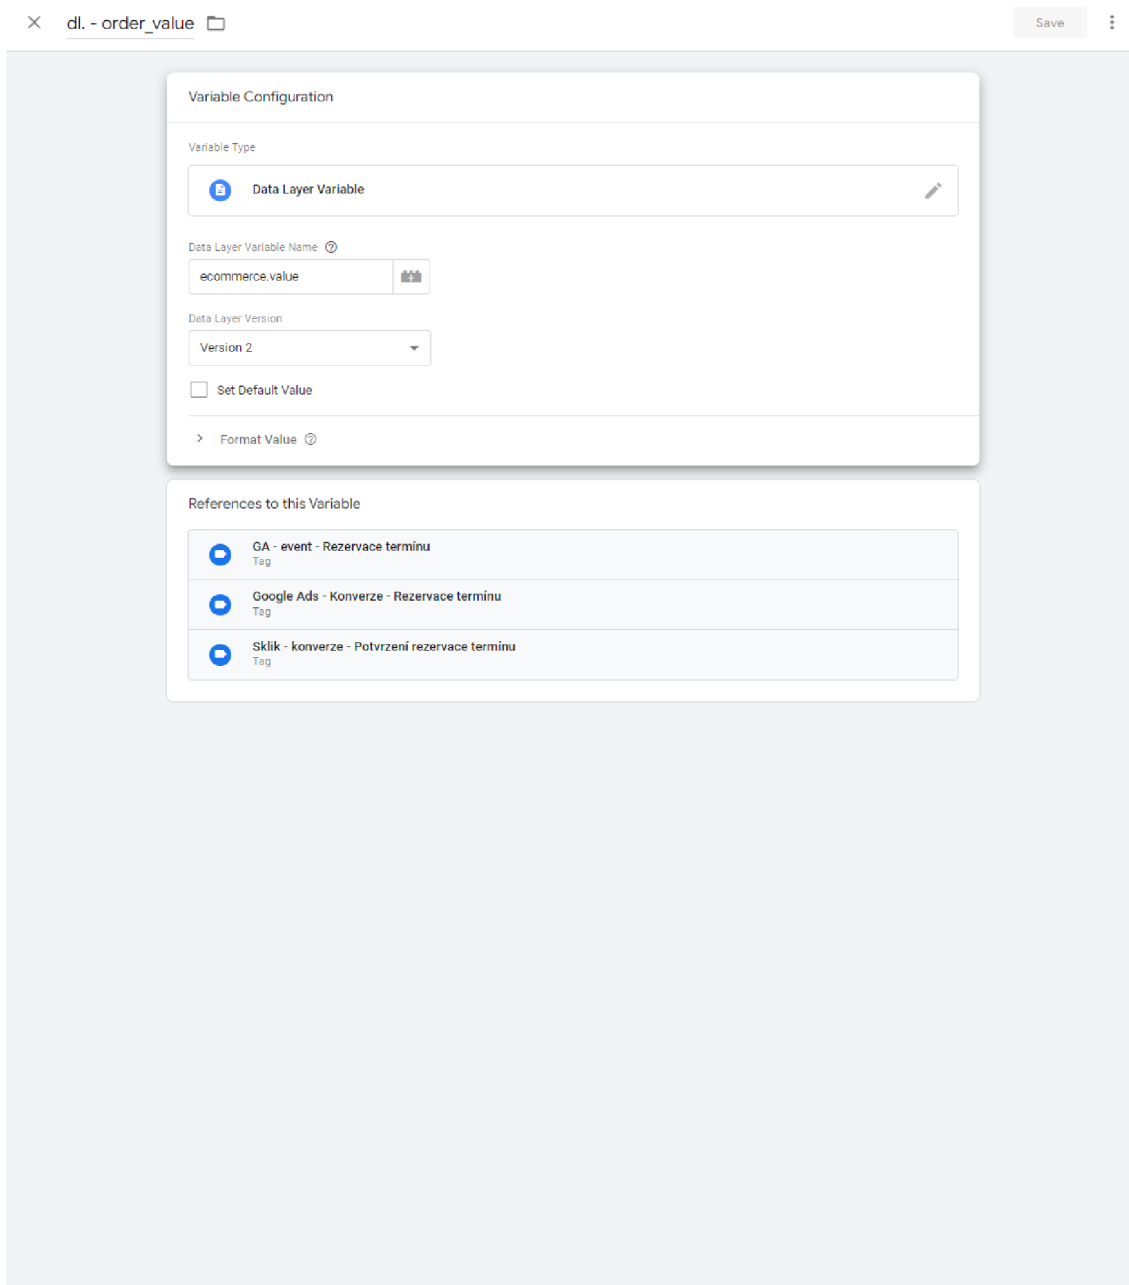 dl. - order_value
Save
Variable Configuration
Variable Type
Data Layer Variable
Data Layer Variable Name
ecommerce.value
Data Layer Version
Version 2
Set Default Value
Format Value
References to this Variable
GA - event - Rezervace termínu
Tag
Google Ads - Konverze - Rezervace termínu
Tag
Sklik - konverze - Potvrzení rezervace termínu
Tag